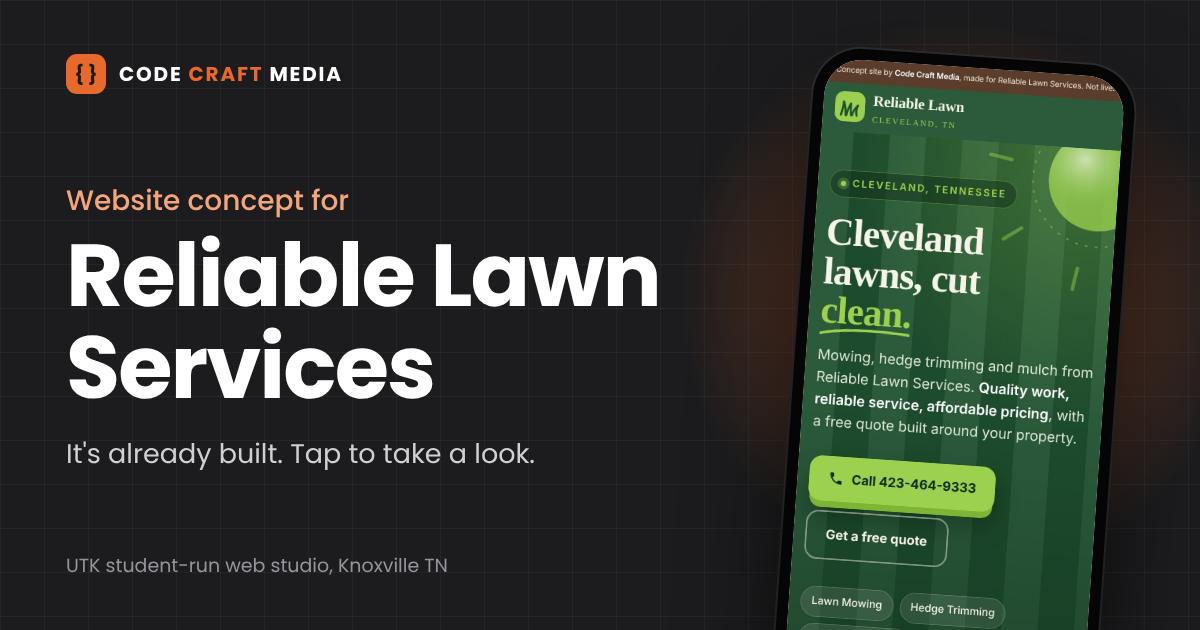 { } CODE CRAFT MEDIA
Website concept for
Reliable Lawn
Services
It's already built. Tap to take a look.
UTK student-run web studio, Knoxville TN
Concept site by Code Craft Media, made for Reliable Lawn Services. Not live.
Reliable Lawn
CLEVELAND, TN
CLEVELAND, TENNESSEE
Cleveland
lawns, cut
clean.
Mowing, hedge trimming and mulch from
Reliable Lawn Services. Quality work,
reliable service, affordable pricing, with
a free quote built around your property.
Call 423-464-9333
Get a free quote
Lawn Mowing
Hedge Trimming